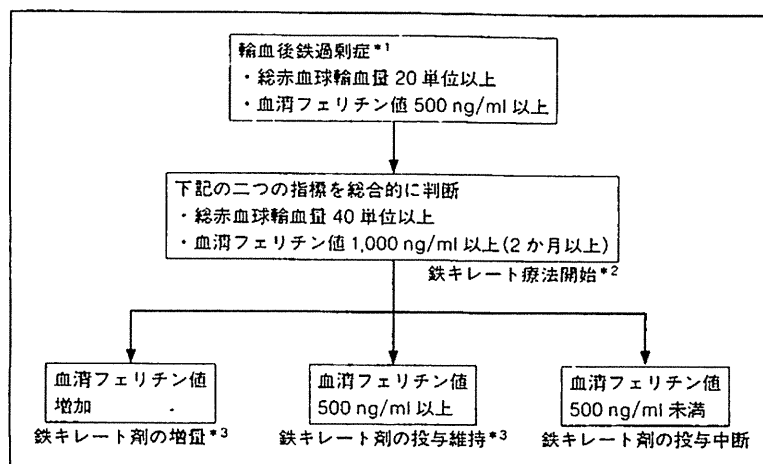 輸血後鉄過剰症*1
・総赤血球輸血量 20 単位以上
・血清フェリチン値 500 ng/ml 以上
下記の二つの指標を総合的に判断
・総赤血球輸血量 40 単位以上
・血清フェリチン値 1,000 ng/ml 以上(2 か月以上)
鉄キレート療法開始*2
血清フェリチン値
増加
鉄キレート剤の増量*3
血清フェリチン値
500 ng/ml 以上
鉄キレート剤の投与維持*3
血清フェリチン値
500 ng/ml 未満
鉄キレート剤の投与中断